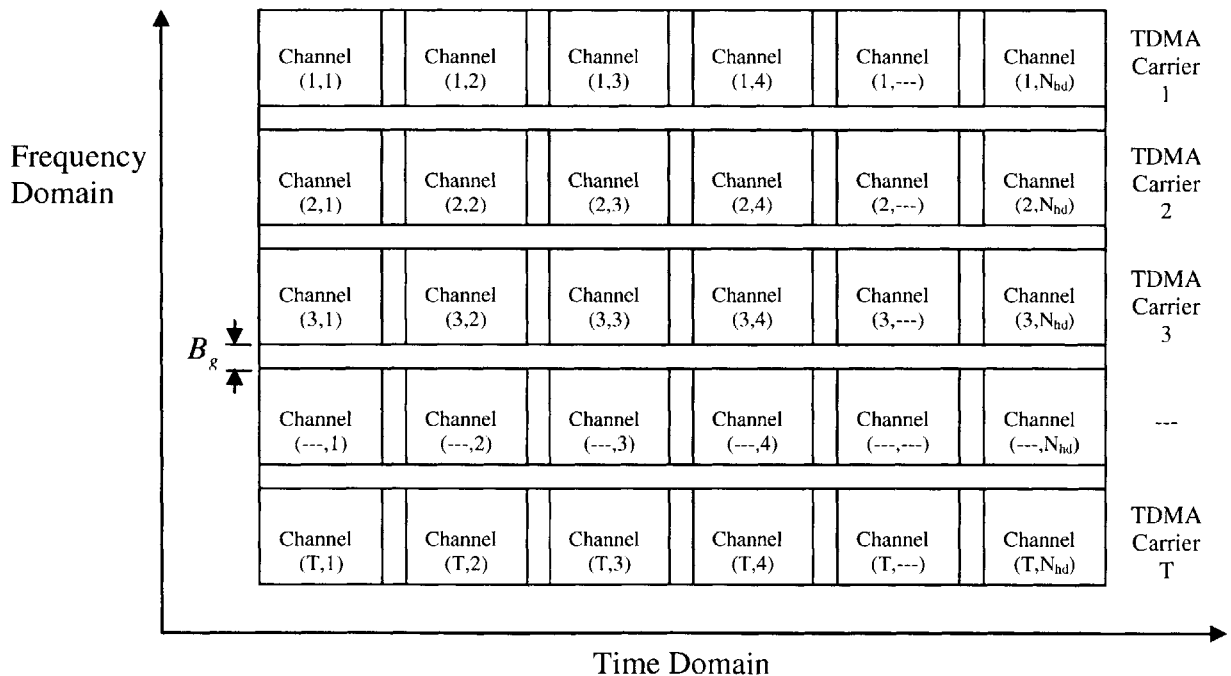 Frequency
Domain
Channel
(1,1)
Channel
(1,2)
Channel
(1,3)
Channel
(1,4)
Channel
(1,---)
Channel
(1,Nhd)
TDMA
Carrier
1
Channel
(2,1)
Channel
(2,2)
Channel
(2,3)
Channel
(2,4)
Channel
(2,---)
Channel
(2,Nhd)
TDMA
Carrier
2
Channel
(3,1)
Channel
(3,2)
Channel
(3,3)
Channel
(3,4)
Channel
(3,---)
Channel
(3,Nhd)
TDMA
Carrier
3
Bg
Channel
(---,1)
Channel
(---,2)
Channel
(---,3)
Channel
(---,4)
Channel
(---,---)
Channel
(---,Nhd)
---
Channel
(T,1)
Channel
(T,2)
Channel
(T,3)
Channel
(T,4)
Channel
(T,---)
Channel
(T,Nhd)
TDMA
Carrier
T
Time Domain